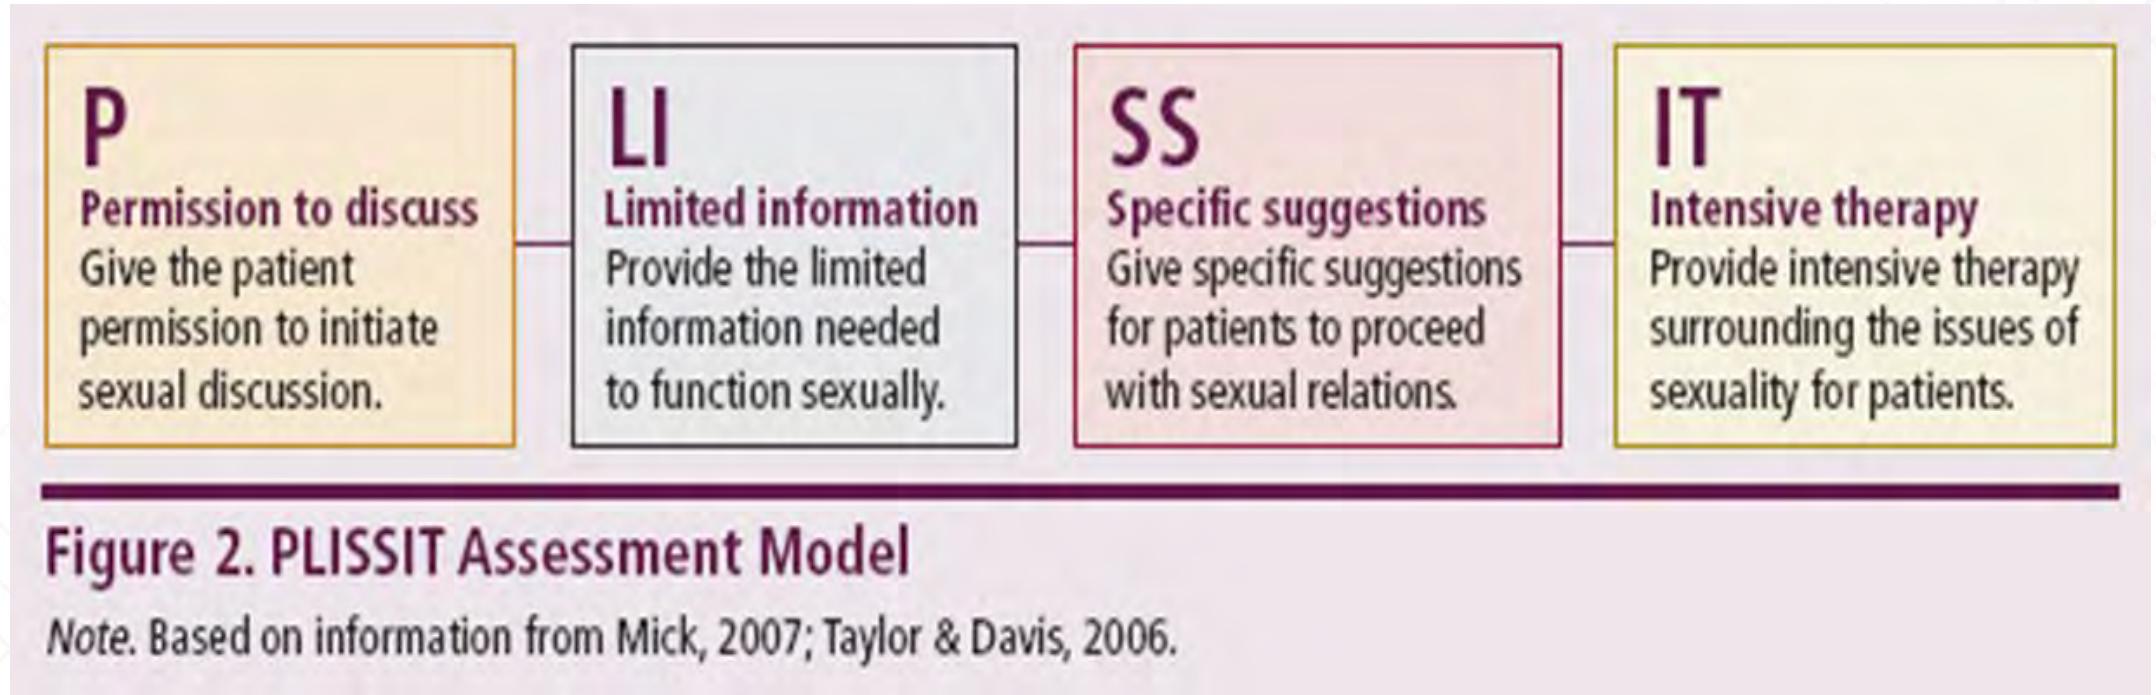 P
Permission to discuss
Give the patient
permission to initiate
sexual discussion.
LI
Limited information
Provide the limited
information needed
to function sexually.
SS
Specific suggestions
Give specific suggestions
for patients to proceed
with sexual relations.
IT
Intensive therapy
Provide intensive therapy
surrounding the issues of
sexuality for patients.
Figure 2. PLISSIT Assessment Model
Note. Based on information from Mick, 2007; Taylor & Davis, 2006.